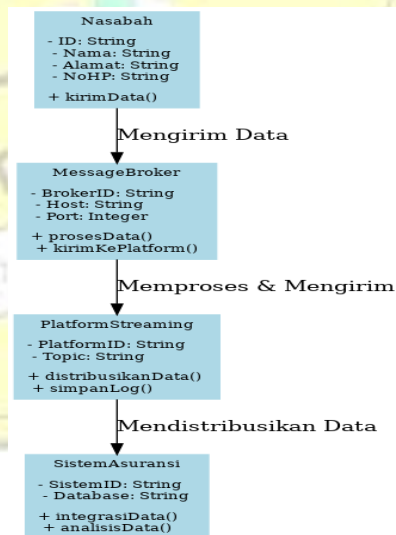 Nasabah
- ID: String
- Nama: String
- Alamat: String
- NoHP: String
+ kirimData()
Mengirim Data
MessageBroker
- BrokerID: String
- Host: String
- Port: Integer
+ prosesData()
+ kirimKePlatform()
Memproses & Mengirim
PlatformStreaming
- PlatformID: String
- Topic: String
+ distribusikanData()
+ simpanLog()
Mendistribusikan Data
SistemAsuransi
- SistemID: String
- Database: String
+ integrasiData()
+ analisisData()